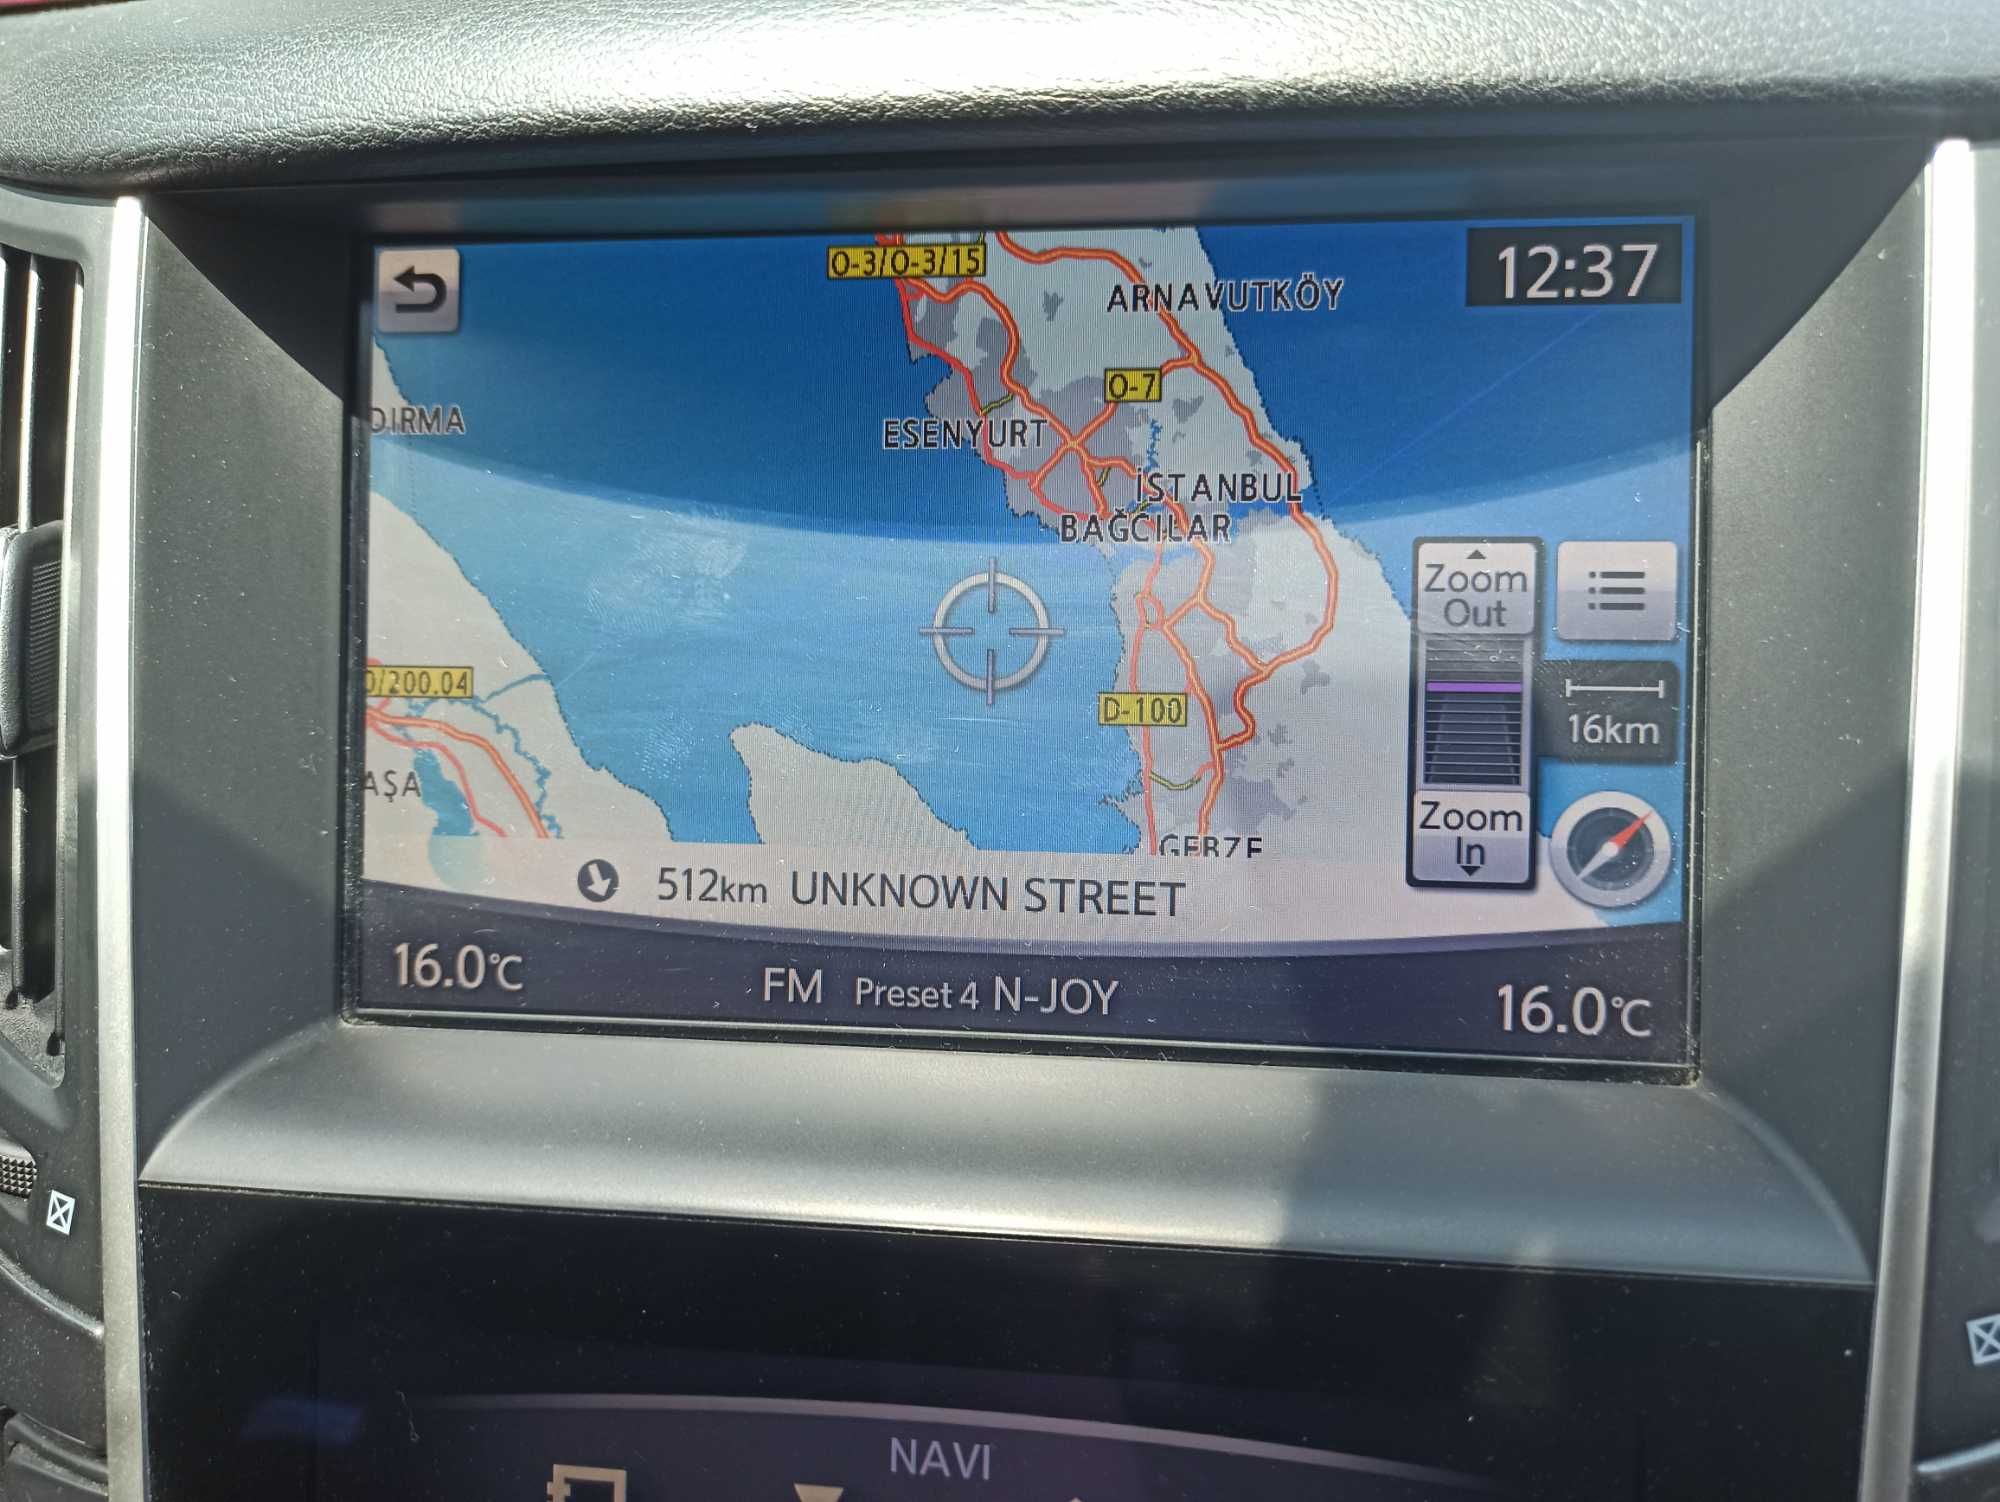 O-3/O-3/15
12:37
ARNAVUTKÖY
O-7
DIRMA
ESENYURT
İSTANBUL
BAĞCILAR
Zoom
Out
0/200.04
D-100
16km
AŞA
Zoom
In
GEBZE
512km UNKNOWN STREET
16.0°C
FM Preset 4 N-JOY
16.0°C
NAVI